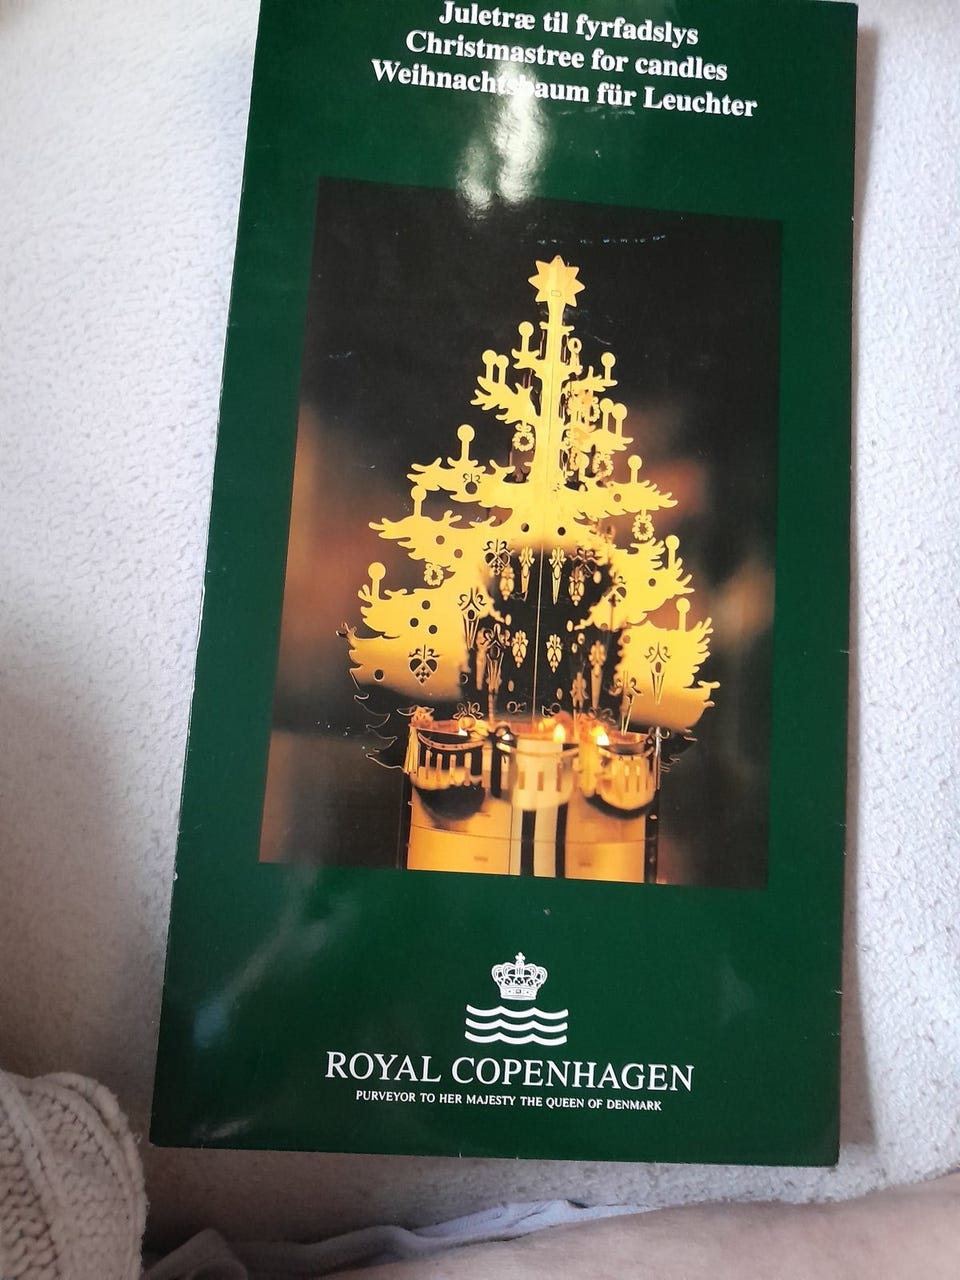 Juletræ til fyrfadslys
Christmastree for candles
Weihnachtsbaum für Leuchter
ROYAL COPENHAGEN
PURVEYOR TO HER MAJESTY THE QUEEN OF DENMARK